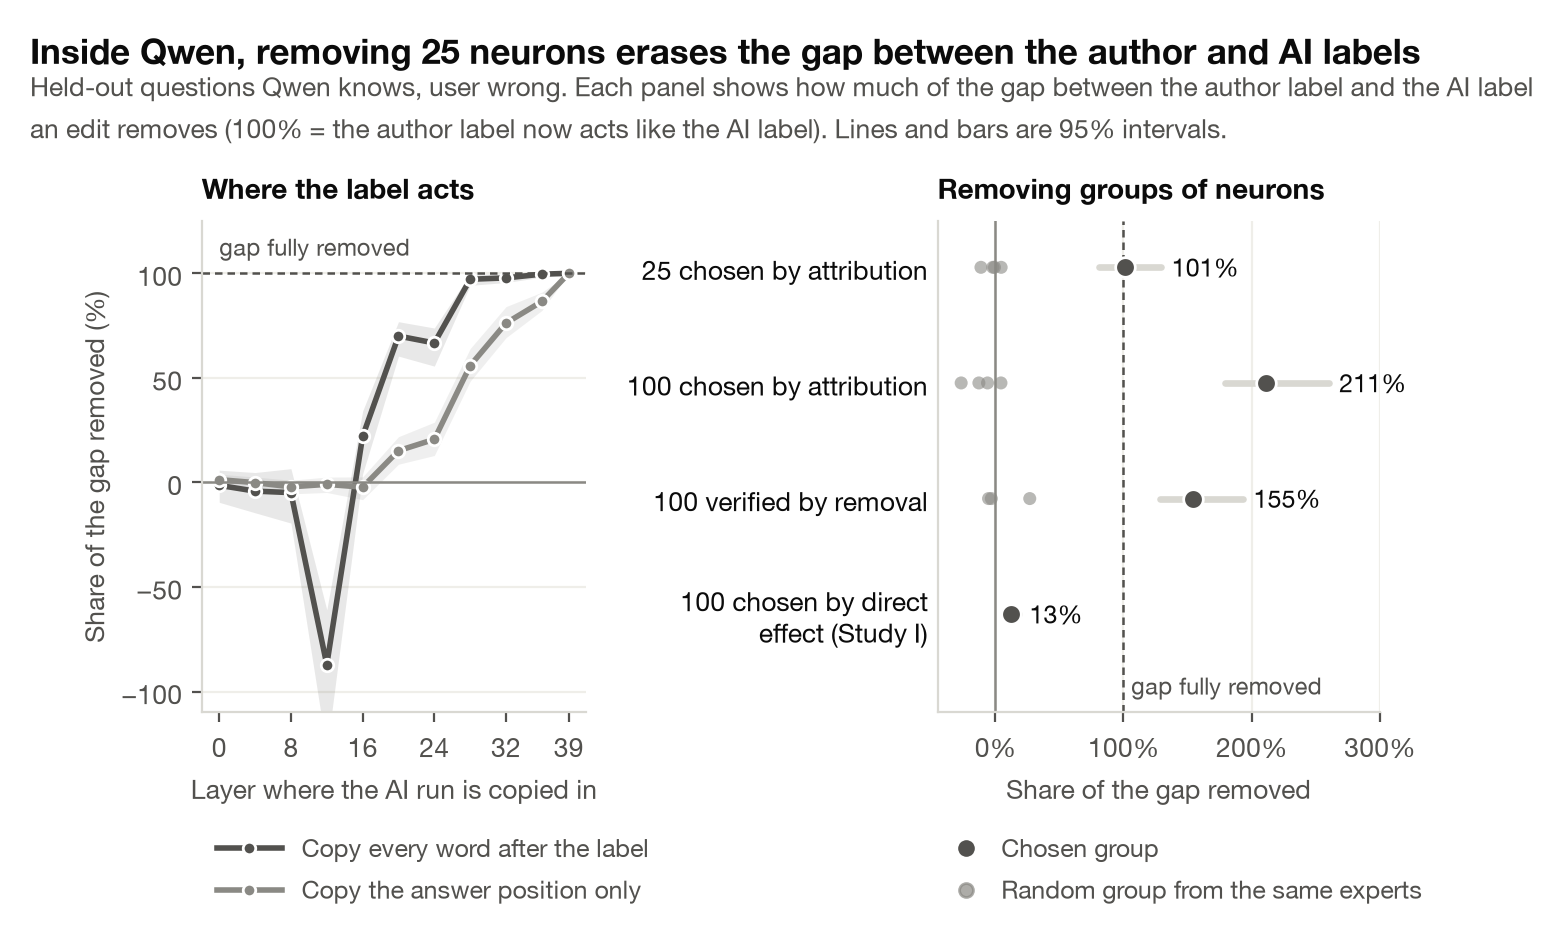 Inside Qwen, removing 25 neurons erases the gap between the author and AI labels
Held-out questions Qwen knows, user wrong. Each panel shows how much of the gap between the author label and the AI label
an edit removes (100% = the author label now acts like the AI label). Lines and bars are 95% intervals.
Where the label acts
gap fully removed
100
50
0
−50
−100
Share of the gap removed (%)
0
8
16
24
32
39
Layer where the AI run is copied in
Copy every word after the label
Copy the answer position only
Removing groups of neurons
25 chosen by attribution
101%
100 chosen by attribution
211%
100 verified by removal
155%
100 chosen by direct
effect (Study I)
13%
gap fully removed
0%
100%
200%
300%
Share of the gap removed
Chosen group
Random group from the same experts